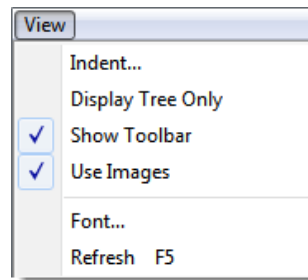 View
Indent...
Display Tree Only
Show Toolbar
Use Images
Font...
Refresh F5